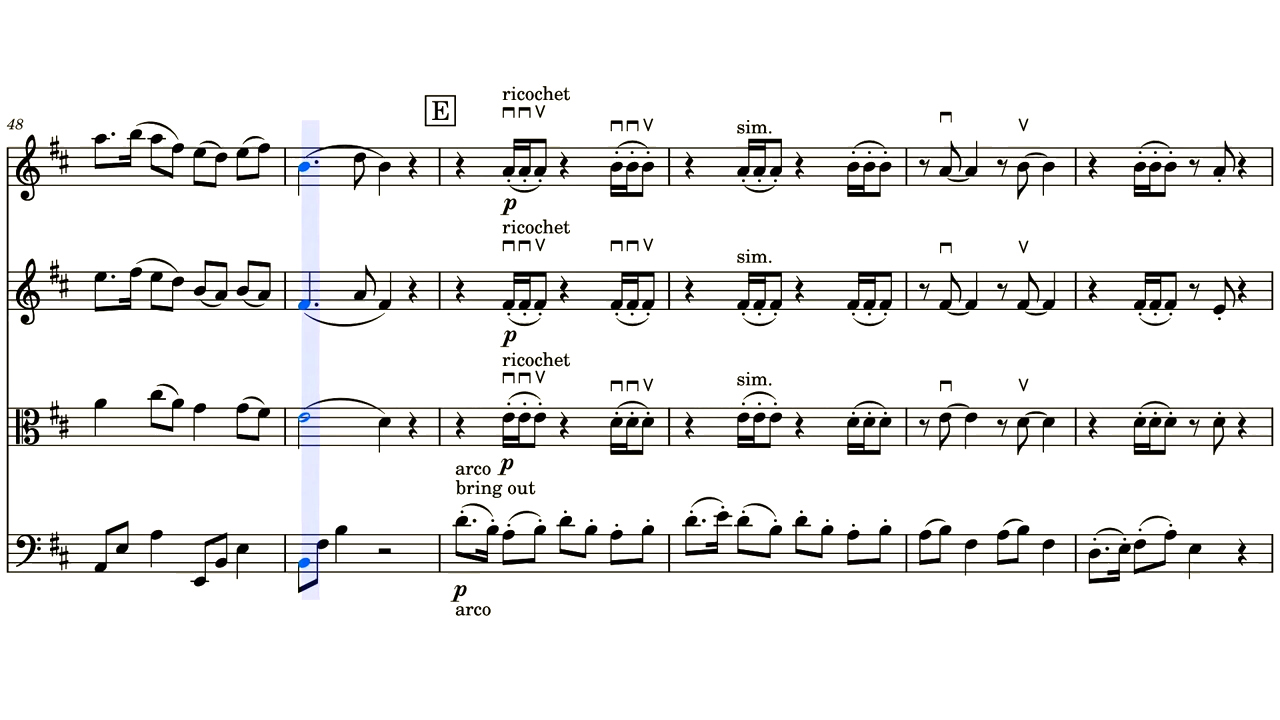 48
E
ricochet
sim.
p
ricochet
sim.
p
ricochet
sim.
arco p
bring out
p
arco